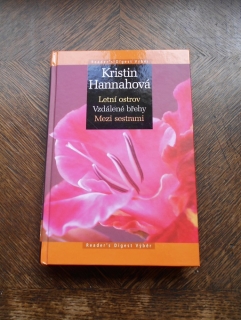 Reader's Digest Výběr
Kristin
Hannahová
Letní ostrov
Vzdálené břehy
Mezi sestrami
Reader's Digest Výběr